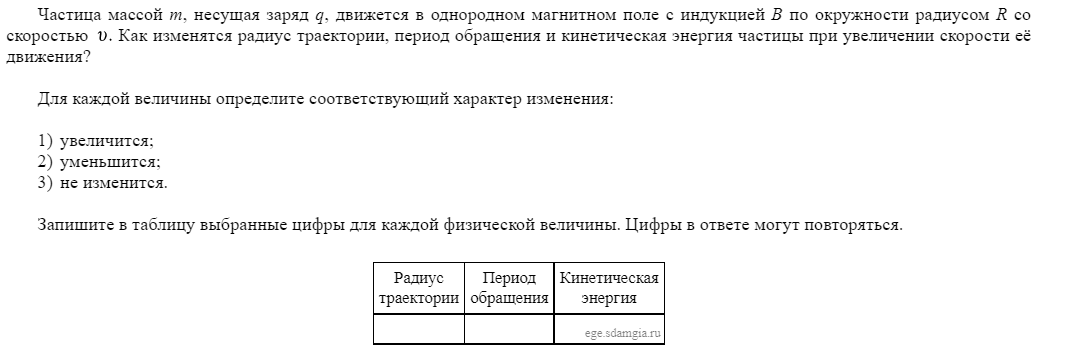 Частица массой m, несущая заряд q, движется в однородном магнитном поле с индукцией B по окружности радиусом R со
скоростью υ. Как изменятся радиус траектории, период обращения и кинетическая энергия частицы при увеличении скорости её
движения?
Для каждой величины определите соответствующий характер изменения:
1) увеличится;
2) уменьшится;
3) не изменится.
Запишите в таблицу выбранные цифры для каждой физической величины. Цифры в ответе могут повторяться.
Радиус Период Кинетическая
траектории обращения энергия
ege.sdamgia.ru